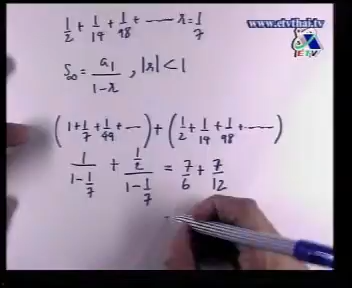 1/2 + 1/14 + 1/98 + ----- r = 1/7
www.etvthai.tv
ETV
S∞ = a₁/(1-r) , |r| < 1
(1 + 1/7 + 1/49 + ---) + (1/2 + 1/14 + 1/98 + -----)
1/(1 - 1/7) + (1/2)/(1 - 1/7) = 7/6 + 7/12
=